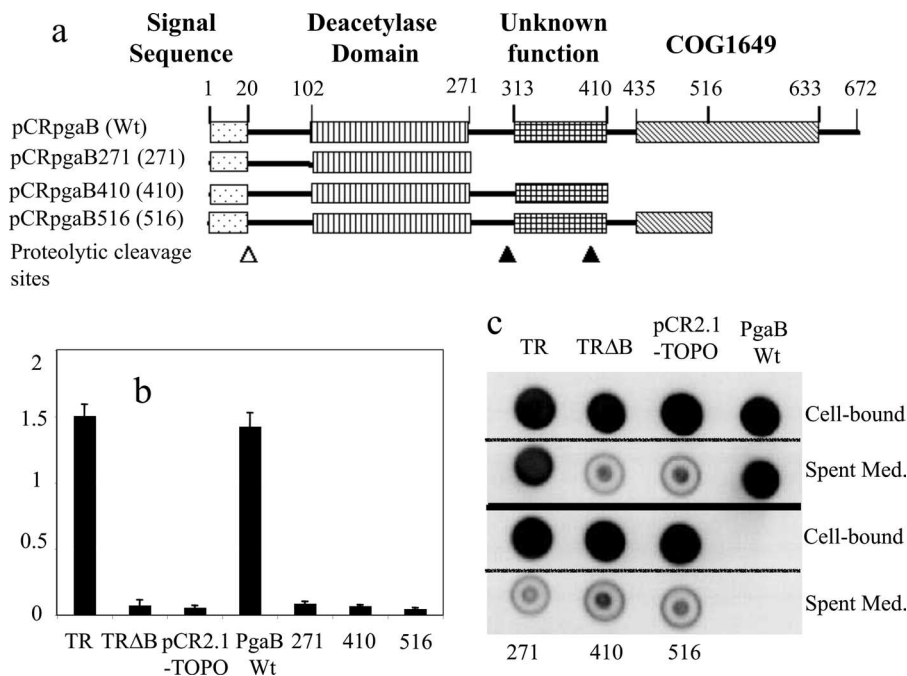 a
Signal Sequence
Deacetylase Domain
Unknown function
COG1649
1 20 102 271 313 410 435 516 633 672
pCRpgaB (Wt)
pCRpgaB271 (271)
pCRpgaB410 (410)
pCRpgaB516 (516)
Proteolytic cleavage
sites
b
2
1.5
1
0.5
0
TR TRΔB pCR2.1 -TOPO PgaB Wt 271 410 516
c
TR TRΔB pCR2.1 -TOPO PgaB Wt
Cell-bound
Spent Med.
Cell-bound
Spent Med.
271 410 516